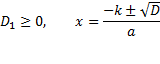 D₁ ≥ 0, x = (−k ± √D) / a